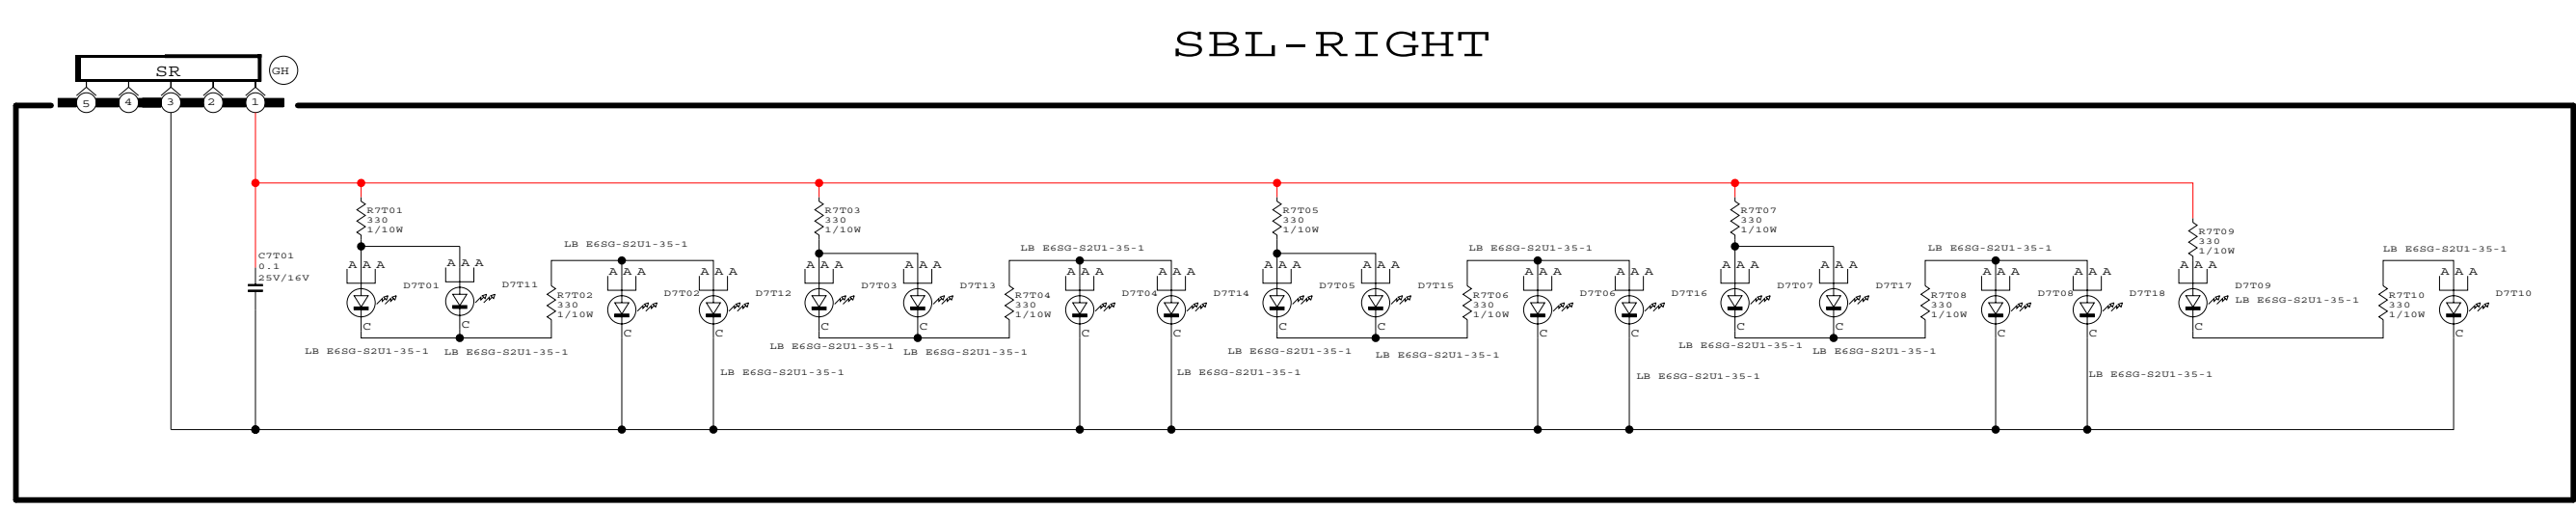 SBL-RIGHT
SR
GH
5 4 3 2 1
C7T01
0.1
25V/16V
R7T01
330
1/10W
A A A
D7T01
C
LB E6SG-S2U1-35-1
A A A
D7T11
C
LB E6SG-S2U1-35-1
R7T02
330
1/10W
LB E6SG-S2U1-35-1
A A A
D7T02
C
A A A
D7T12
C
LB E6SG-S2U1-35-1
R7T03
330
1/10W
A A A
D7T03
C
LB E6SG-S2U1-35-1
A A A
D7T13
C
LB E6SG-S2U1-35-1
R7T04
330
1/10W
LB E6SG-S2U1-35-1
A A A
D7T04
C
A A A
D7T14
C
LB E6SG-S2U1-35-1
R7T05
330
1/10W
A A A
D7T05
C
LB E6SG-S2U1-35-1
A A A
D7T15
C
LB E6SG-S2U1-35-1
R7T06
330
1/10W
LB E6SG-S2U1-35-1
A A A
D7T06
C
A A A
D7T16
C
LB E6SG-S2U1-35-1
R7T07
330
1/10W
A A A
D7T07
C
LB E6SG-S2U1-35-1
A A A
D7T17
C
LB E6SG-S2U1-35-1
R7T08
330
1/10W
LB E6SG-S2U1-35-1
A A A
D7T08
C
A A A
D7T18
C
LB E6SG-S2U1-35-1
R7T09
330
1/10W
A A A
D7T09
LB E6SG-S2U1-35-1
C
R7T10
330
1/10W
LB E6SG-S2U1-35-1
A A A
D7T10
C